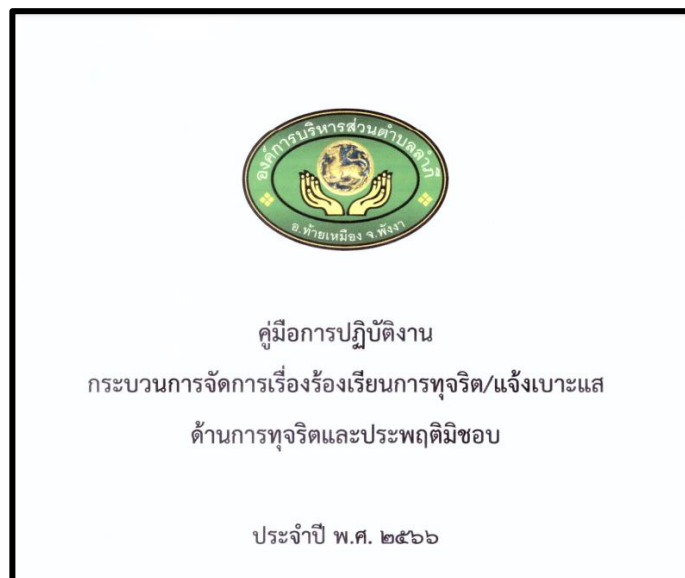 องค์การบริหารส่วนตำบลลำภี
อ.ท้ายเหมือง จ.พังงา
คู่มือการปฏิบัติงาน
กระบวนการจัดการเรื่องร้องเรียนการทุจริต/แจ้งเบาะแส
ด้านการทุจริตและประพฤติมิชอบ
ประจำปี พ.ศ. ๒๕๖๖